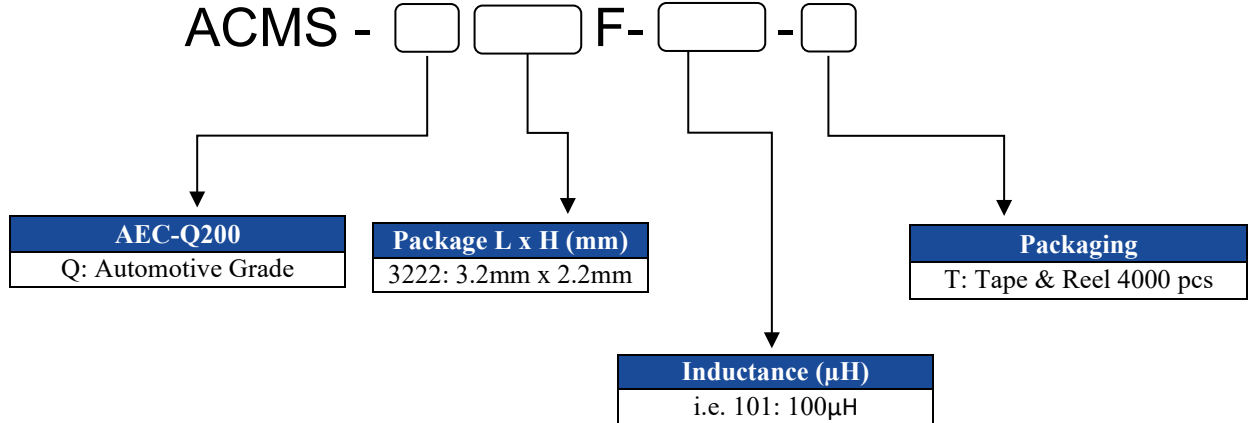 ACMS - F- -
AEC-Q200
Q: Automotive Grade
Package L x H (mm)
3222: 3.2mm x 2.2mm
Packaging
T: Tape & Reel 4000 pcs
Inductance (µH)
i.e. 101: 100µH